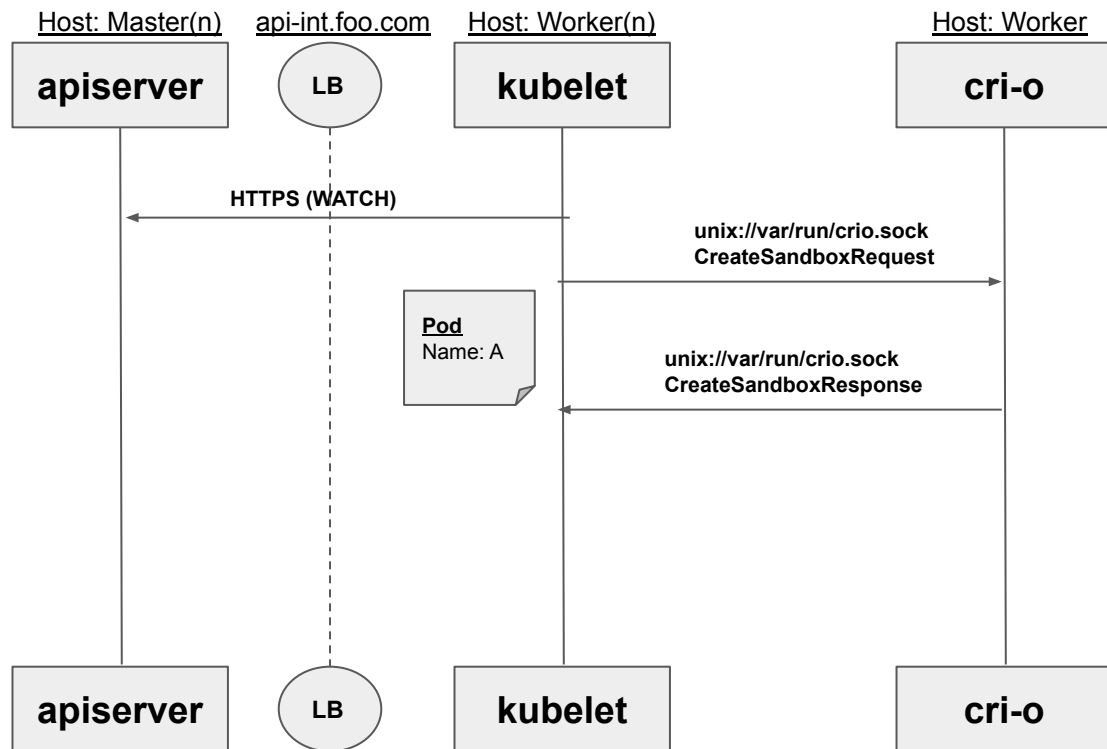 Host: Master(n)
api-int.foo.com
Host: Worker(n)
Host: Worker
apiserver
LB
kubelet
cri-o
HTTPS (WATCH)
unix://var/run/crio.sock
CreateSandboxRequest
Pod
Name: A
unix://var/run/crio.sock
CreateSandboxResponse
apiserver
LB
kubelet
cri-o